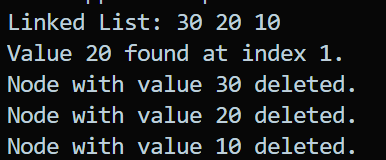 Linked List: 30 20 10
Value 20 found at index 1.
Node with value 30 deleted.
Node with value 20 deleted.
Node with value 10 deleted.